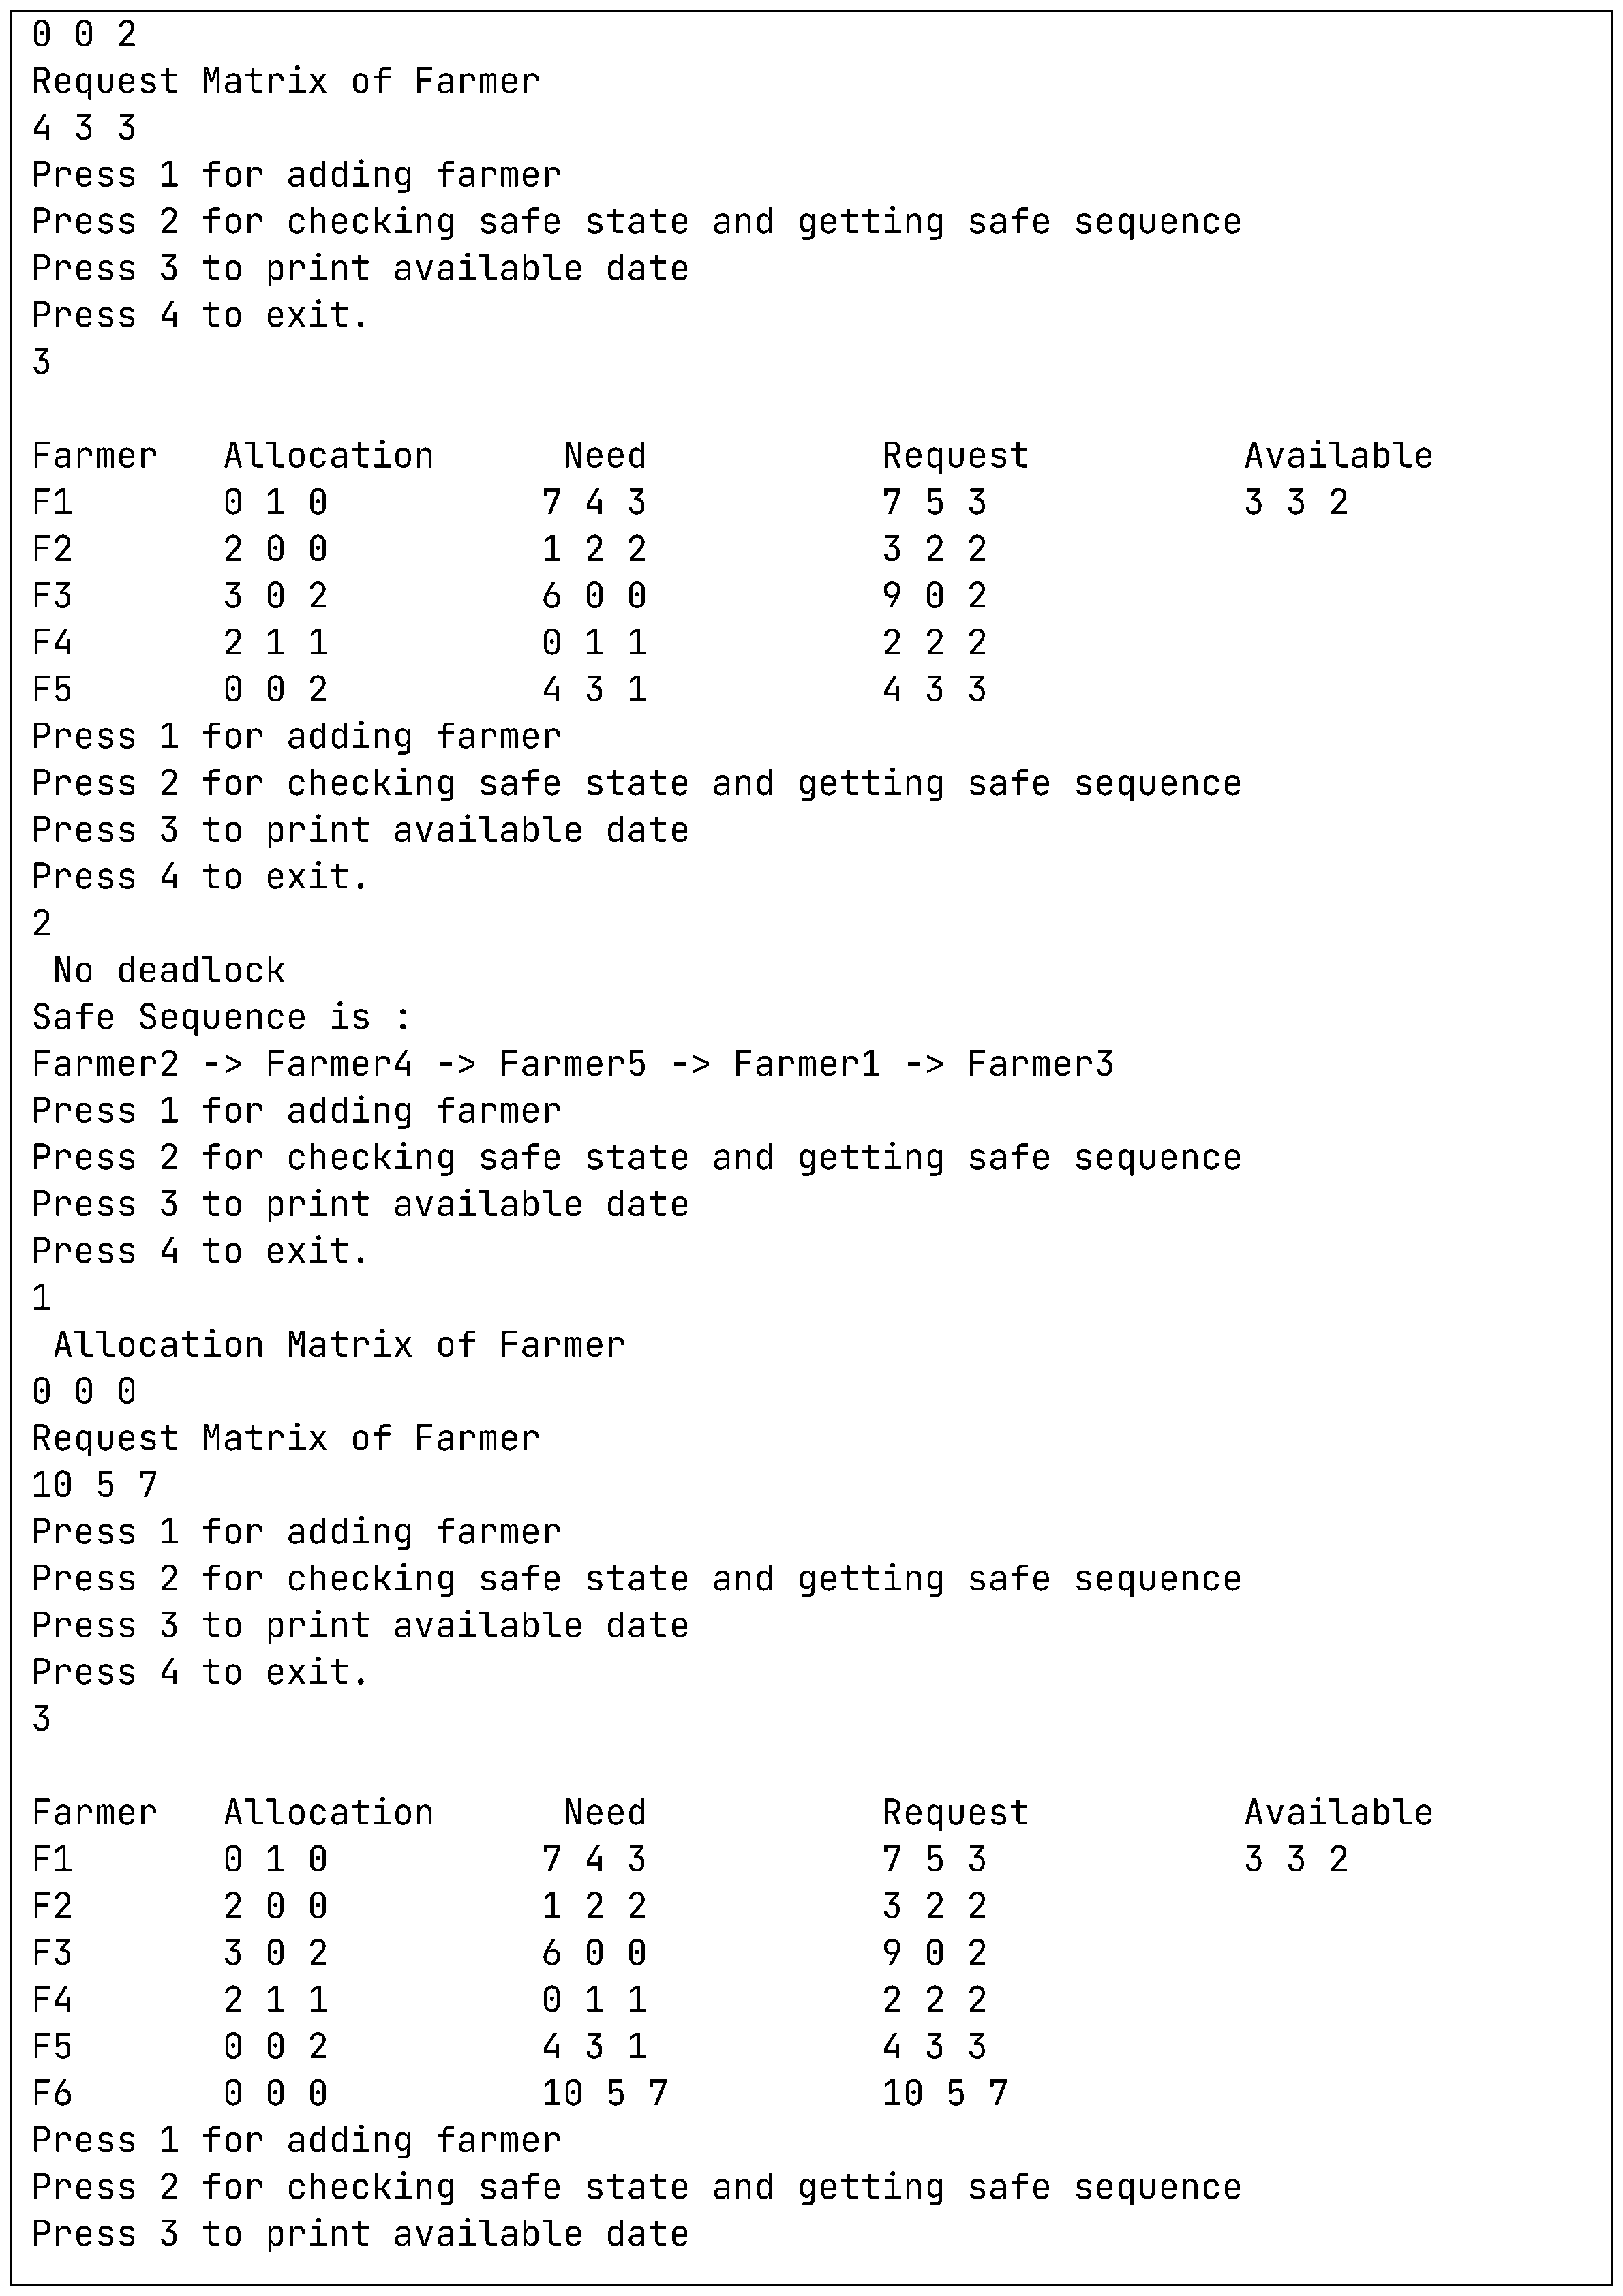 0 0 2
Request Matrix of Farmer
4 3 3
Press 1 for adding farmer
Press 2 for checking safe state and getting safe sequence
Press 3 to print available date
Press 4 to exit.
3
Farmer   Allocation      Need           Request          Available
F1       0 1 0          7 4 3           7 5 3            3 3 2
F2       2 0 0          1 2 2           3 2 2
F3       3 0 2          6 0 0           9 0 2
F4       2 1 1          0 1 1           2 2 2
F5       0 0 2          4 3 1           4 3 3
Press 1 for adding farmer
Press 2 for checking safe state and getting safe sequence
Press 3 to print available date
Press 4 to exit.
2
No deadlock
Safe Sequence is :
Farmer2 -> Farmer4 -> Farmer5 -> Farmer1 -> Farmer3
Press 1 for adding farmer
Press 2 for checking safe state and getting safe sequence
Press 3 to print available date
Press 4 to exit.
1
Allocation Matrix of Farmer
0 0 0
Request Matrix of Farmer
10 5 7
Press 1 for adding farmer
Press 2 for checking safe state and getting safe sequence
Press 3 to print available date
Press 4 to exit.
3
Farmer   Allocation      Need           Request          Available
F1       0 1 0          7 4 3           7 5 3            3 3 2
F2       2 0 0          1 2 2           3 2 2
F3       3 0 2          6 0 0           9 0 2
F4       2 1 1          0 1 1           2 2 2
F5       0 0 2          4 3 1           4 3 3
F6       0 0 0          10 5 7          10 5 7
Press 1 for adding farmer
Press 2 for checking safe state and getting safe sequence
Press 3 to print available date